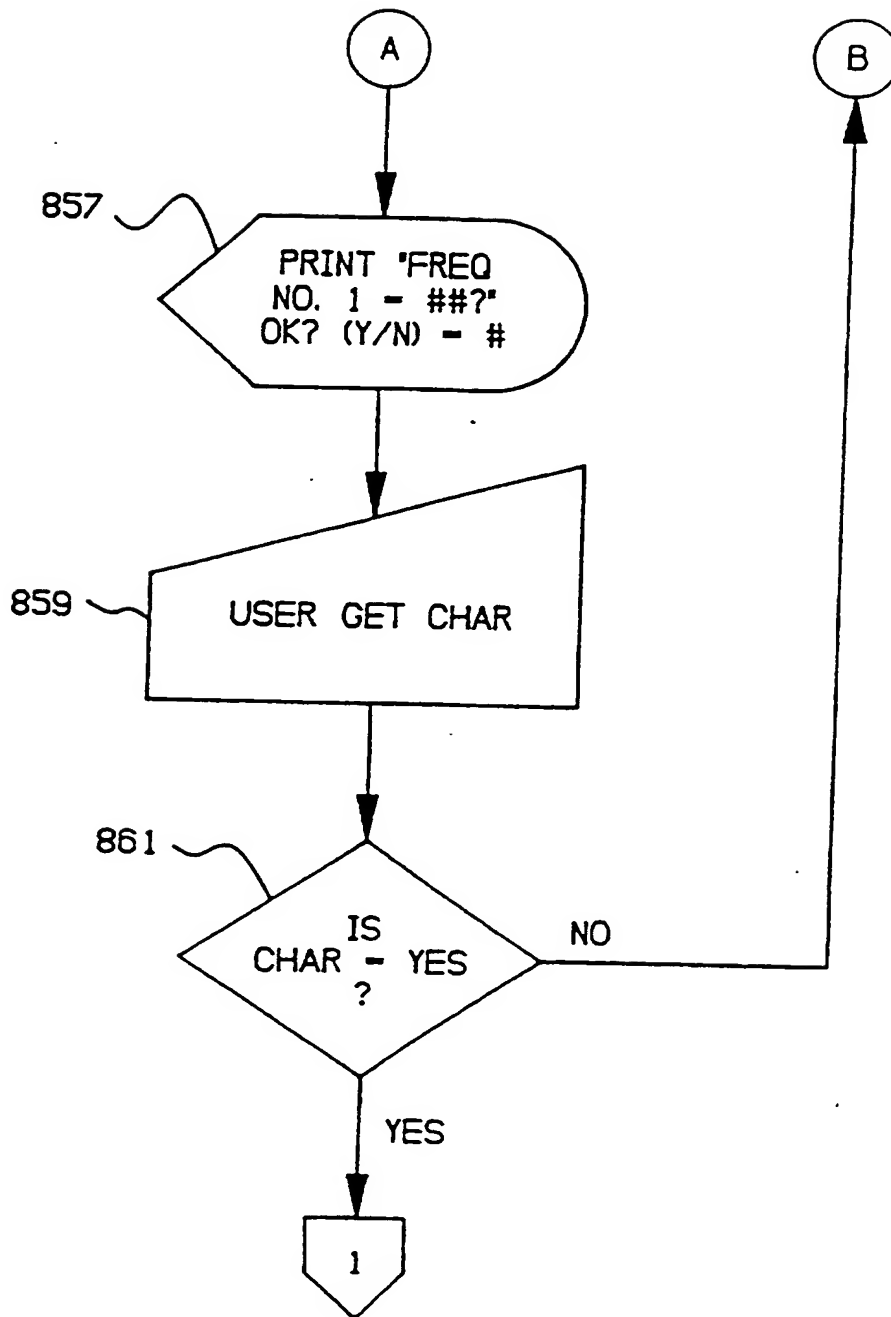 A
B
857
PRINT "FREQ
NO. 1 - ##?"
OK? (Y/N) - #
859
USER GET CHAR
861
IS
CHAR - YES
?
NO
YES
1